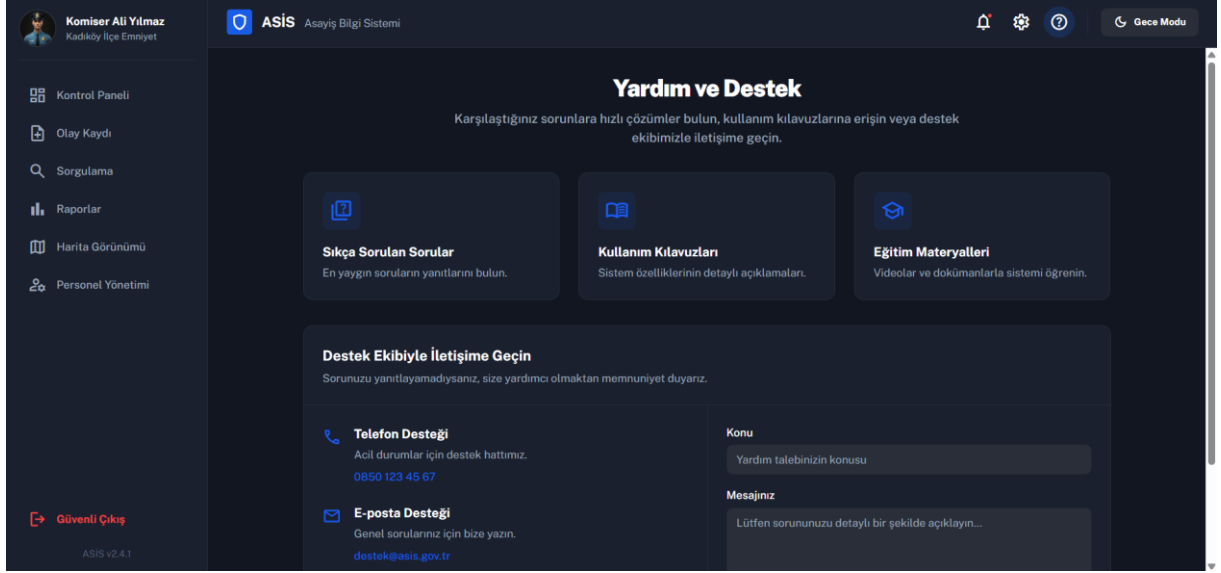 Komiser Ali Yılmaz
Kadıköy İlçe Emniyet
Kontrol Paneli
Olay Kaydı
Sorgulama
Raporlar
Harita Görünümü
Personel Yönetimi
Güvenli Çıkış
ASİS v2.4.1
ASİS Asayiş Bilgi Sistemi
Gece Modu
Yardım ve Destek
Karşılaştığınız sorunlara hızlı çözümler bulun, kullanım kılavuzlarına erişin veya destek
ekibimizle iletişime geçin.
Sıkça Sorulan Sorular
En yaygın soruların yanıtlarını bulun.
Kullanım Kılavuzları
Sistem özelliklerinin detaylı açıklamaları.
Eğitim Materyalleri
Videolar ve dokümanlarla sistemi öğrenin.
Destek Ekibiyle İletişime Geçin
Sorunuzu yanıtlayamadıysanız, size yardımcı olmaktan memnuniyet duyarız.
Telefon Desteği
Acil durumlar için destek hattımız.
0850 123 45 67
E-posta Desteği
Genel sorularınız için bize yazın.
destek@asis.gov.tr
Konu
Yardım talebinizin konusu
Mesajınız
Lütfen sorununuzu detaylı bir şekilde açıklayın...